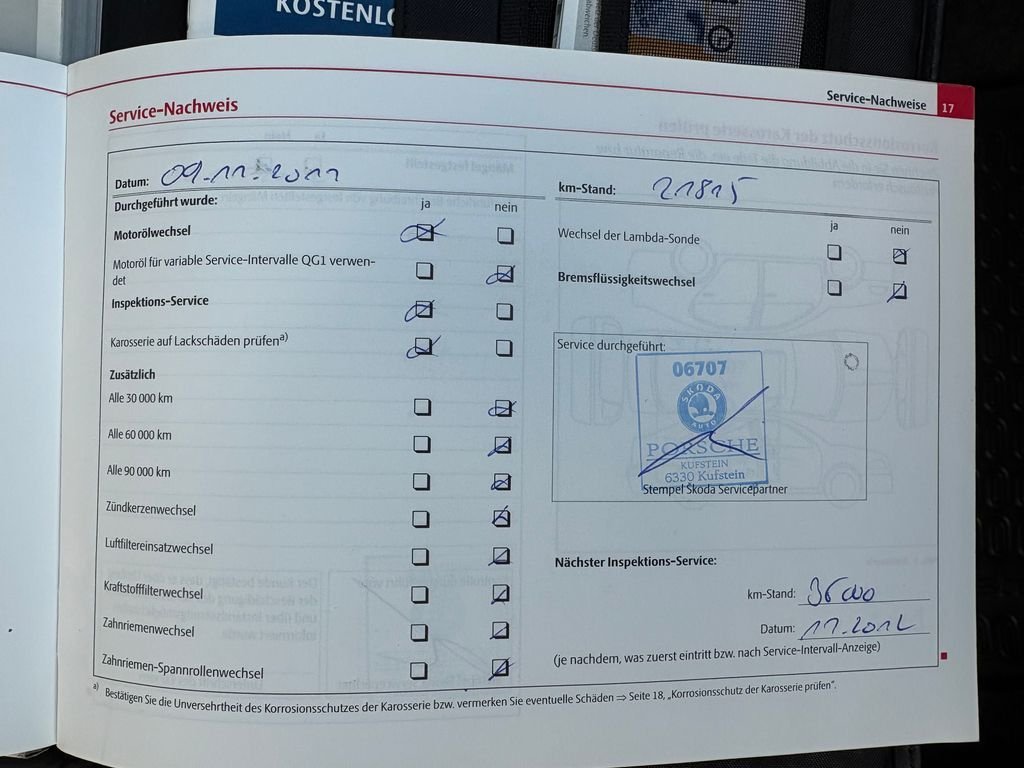 KOSTENLO
Service-Nachweise 17
Service-Nachweis
Datum: 09.11.2011
km-Stand: 21815
Durchgeführt wurde:
ja nein
Motorölwechsel
Motoröl für variable Service-Intervalle QG1 verwen-
det
Inspektions-Service
Karosserie auf Lackschäden prüfen a)
Zusätzlich
Alle 30 000 km
Alle 60 000 km
Alle 90 000 km
Zündkerzenwechsel
Luftfiltereinsatzwechsel
Kraftstofffilterwechsel
Zahnriemenwechsel
Zahnriemen-Spannrollenwechsel
ja nein
Wechsel der Lambda-Sonde
Bremsflüssigkeitswechsel
Service durchgeführt:
06707
SKODA
AUTO
PORSCHE
KUFSTEIN
6330 Kufstein
Stempel Škoda Servicepartner
Nächster Inspektions-Service:
km-Stand:
Datum: 11.2012
(je nachdem, was zuerst eintritt bzw. nach Service-Intervall-Anzeige)
a) Bestätigen Sie die Unversehrtheit des Korrosionsschutzes der Karosserie bzw. vermerken Sie eventuelle Schäden ⇒ Seite 18, „Korrosionsschutz der Karosserie prüfen“.